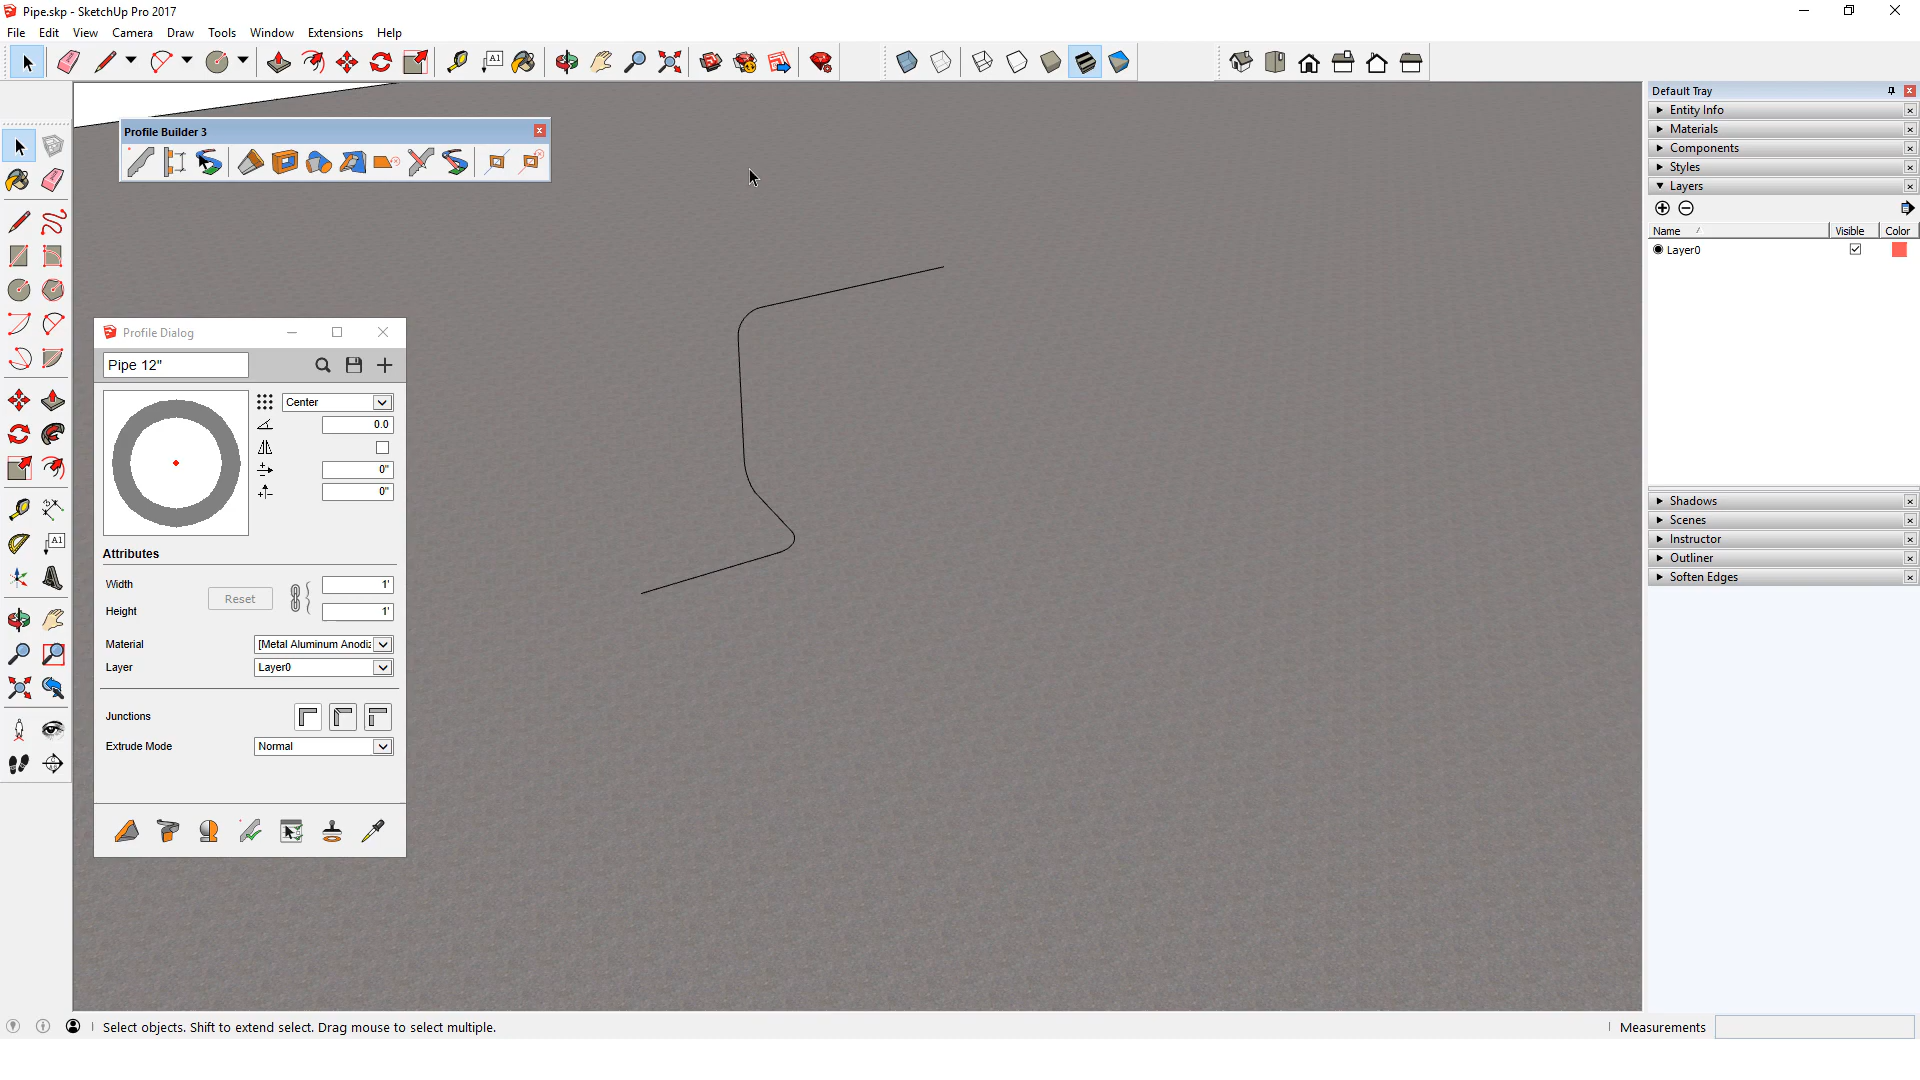 Pipe.skp - SketchUp Pro 2017
File Edit View Camera Draw Tools Window Extensions Help
A1
Default Tray
Entity Info
Materials
Components
Styles
Layers
Name Visible Color
Layer0
Shadows
Scenes
Instructor
Outliner
Soften Edges
Profile Builder 3
Profile Dialog
Pipe 12"
Center
0.0
0"
0"
Attributes
Width 1'
Reset
Height 1'
Material [Metal Aluminum Anodiz
Layer Layer0
Junctions
Extrude Mode Normal
A1
Select objects. Shift to extend select. Drag mouse to select multiple.
Measurements